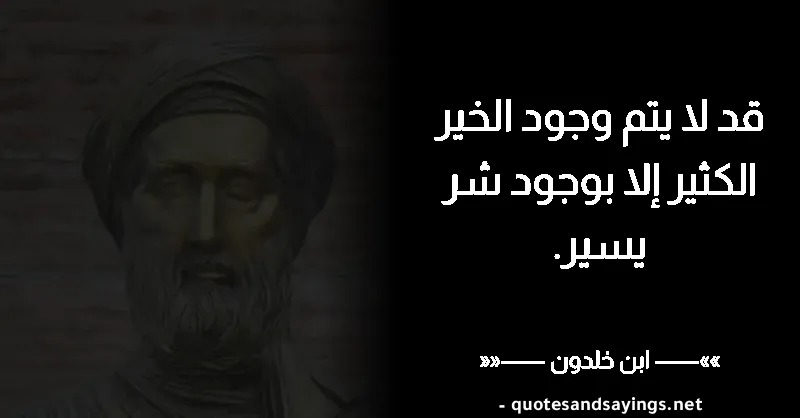 قد لا يتم وجود الخير
الكثير إلا بوجود شر
يسير.
»»—— ابن خلدون ——««
- quotesandsayings.net